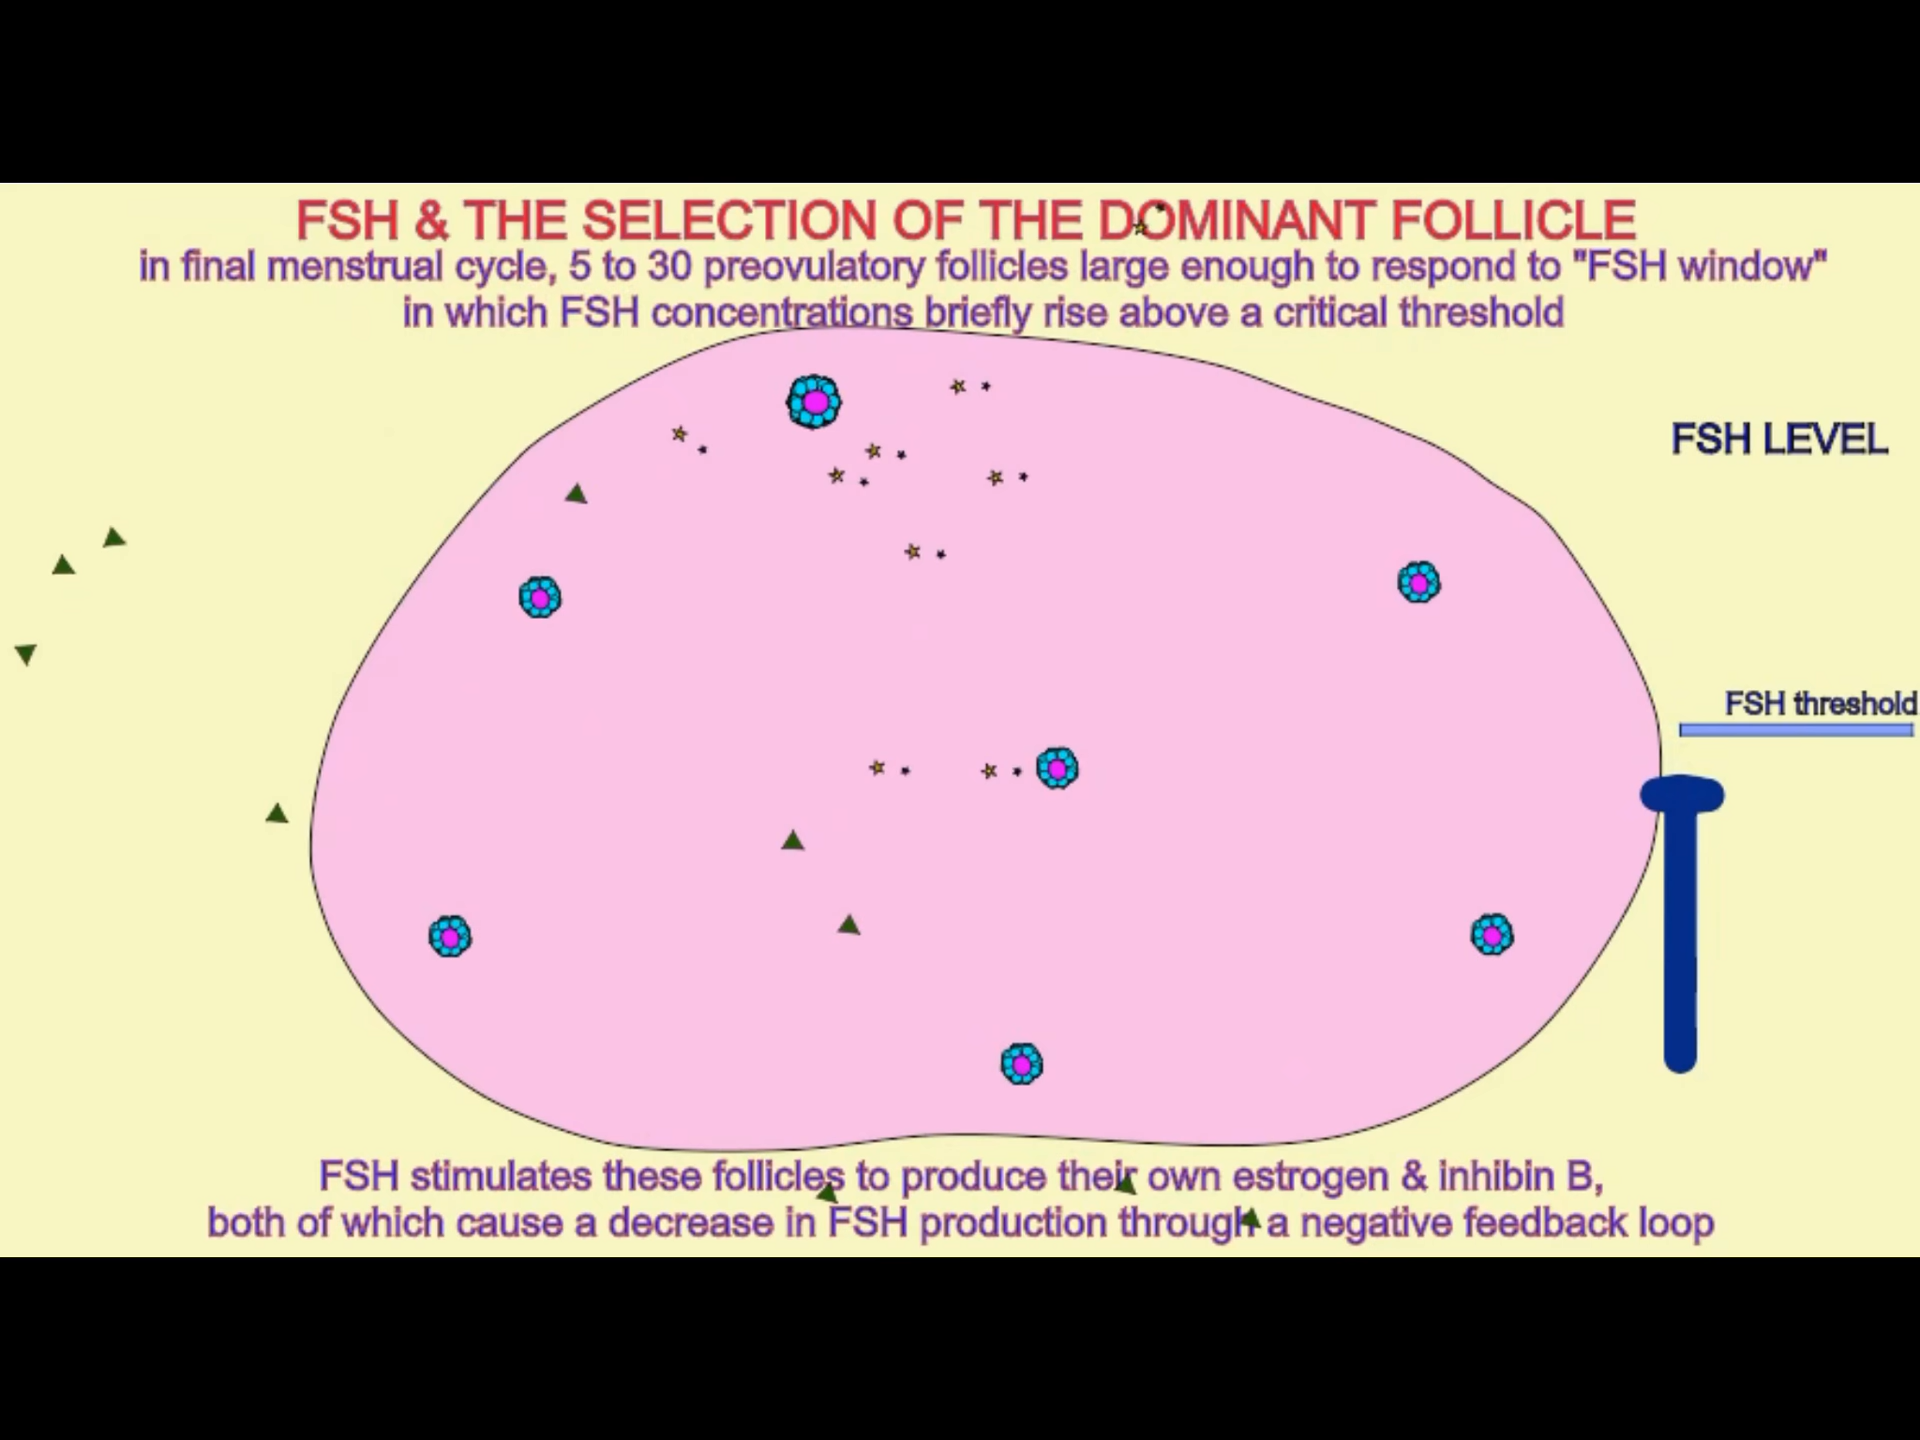 FSH & THE SELECTION OF THE DOMINANT FOLLICLE
in final menstrual cycle, 5 to 30 preovulatory follicles large enough to respond to "FSH window"
in which FSH concentrations briefly rise above a critical threshold
FSH LEVEL
FSH threshold
FSH stimulates these follicles to produce their own estrogen & inhibin B,
both of which cause a decrease in FSH production through a negative feedback loop